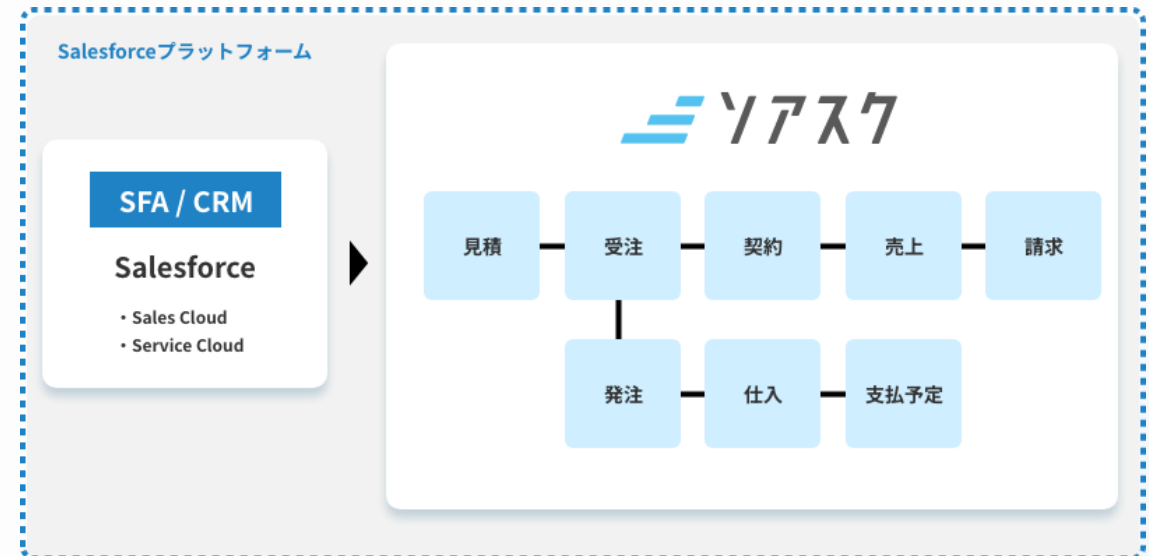 Salesforceプラットフォーム
ソアスク
SFA / CRM
Salesforce
・Sales Cloud
・Service Cloud
見積
受注
契約
売上
請求
発注
仕入
支払予定